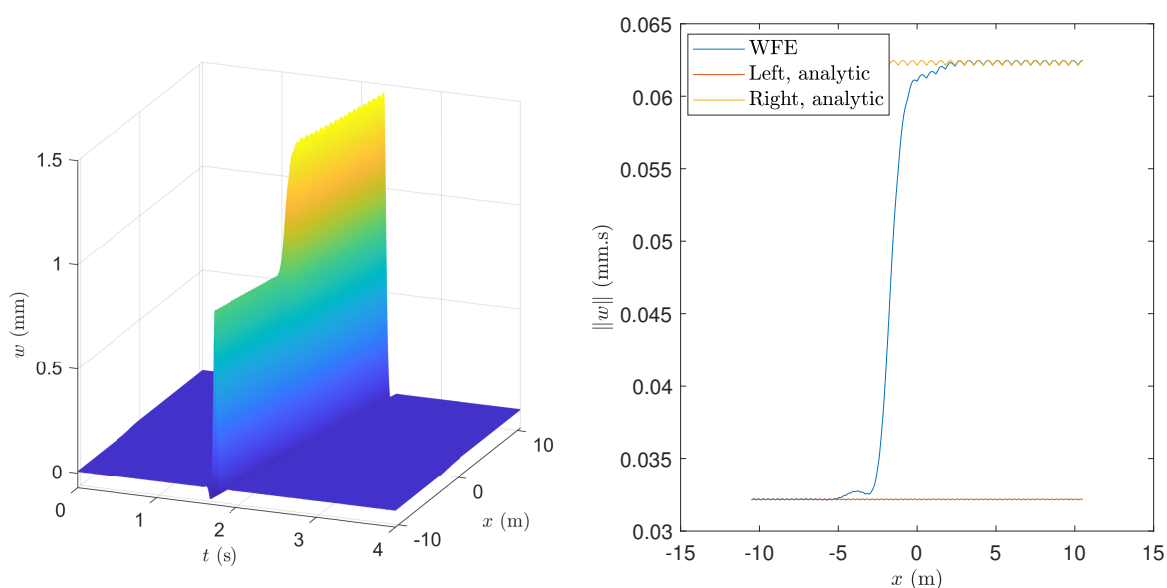 1.5
1
0.5
0
w (mm)
0
1
2
3
4
t (s)
-10
0
10
x (m)
0.065
0.06
0.055
0.05
0.045
0.04
0.035
0.03
||w|| (mm.s)
WFE
Left, analytic
Right, analytic
-15 -10 -5 0 5 10 15
x (m)